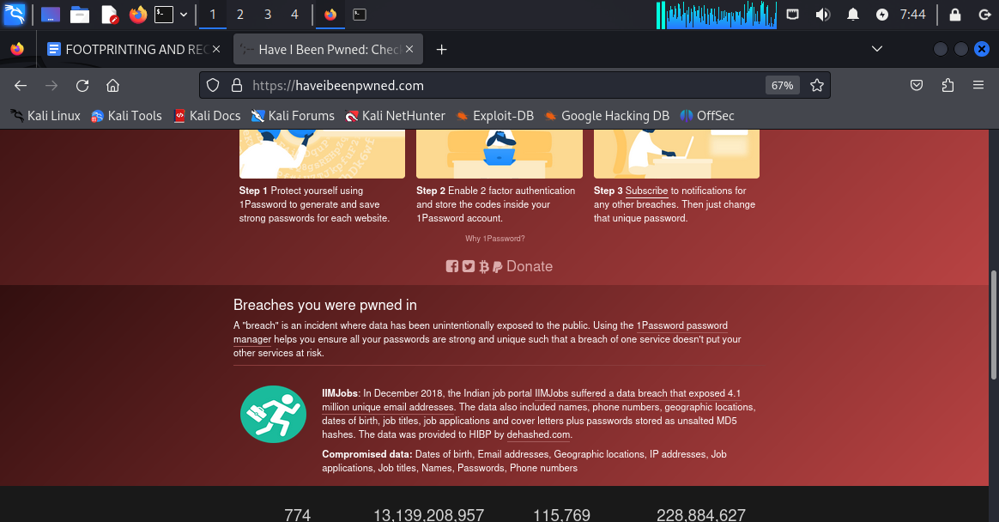 1 2 3 4 7:44
FOOTPRINTING AND REC Have I Been Pwned: Chec
https://haveibeenpwned.com 67%
Kali Linux Kali Tools Kali Docs Kali Forums Kali NetHunter Exploit-DB Google Hacking DB OffSec
Step 1 Protect yourself using
1Password to generate and save
strong passwords for each website.
Step 2 Enable 2 factor authentication
and store the codes inside your
1Password account.
Step 3 Subscribe to notifications for
any other breaches. Then just change
that unique password.
Why 1Password?
Donate
Breaches you were pwned in
A "breach" is an incident where data has been unintentionally exposed to the public. Using the 1Password password
manager helps you ensure all your passwords are strong and unique such that a breach of one service doesn't put your
other services at risk.
IIMJobs: In December 2018, the Indian job portal IIMJobs suffered a data breach that exposed 4.1
million unique email addresses. The data also included names, phone numbers, geographic locations,
dates of birth, job titles, job applications and cover letters plus passwords stored as unsalted MD5
hashes. The data was provided to HIBP by dehashed.com.
Compromised data: Dates of birth, Email addresses, Geographic locations, IP addresses, Job
applications, Job titles, Names, Passwords, Phone numbers
774 13,139,208,957 115,769 228,884,627